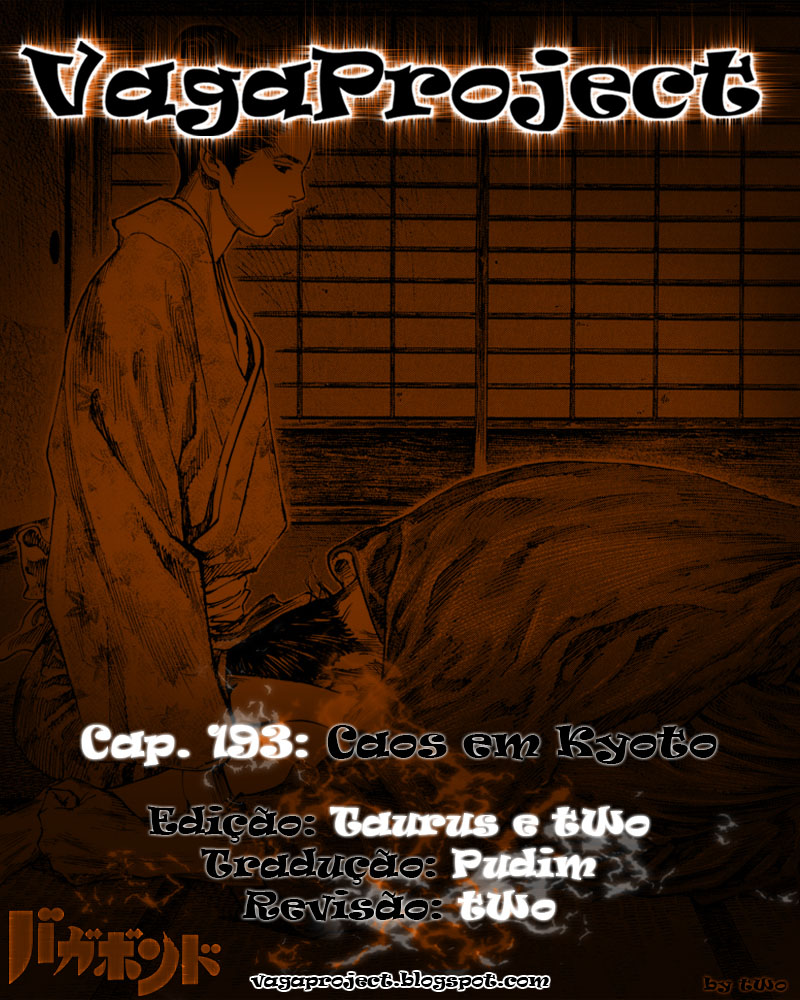 VagaProject
Cap. 193: Caos em Kyoto
Edição: Taurus e tWo
Tradução: Pudim
Revisão: tWo
バガボンド
vagaproject.blogspot.com
by tWo